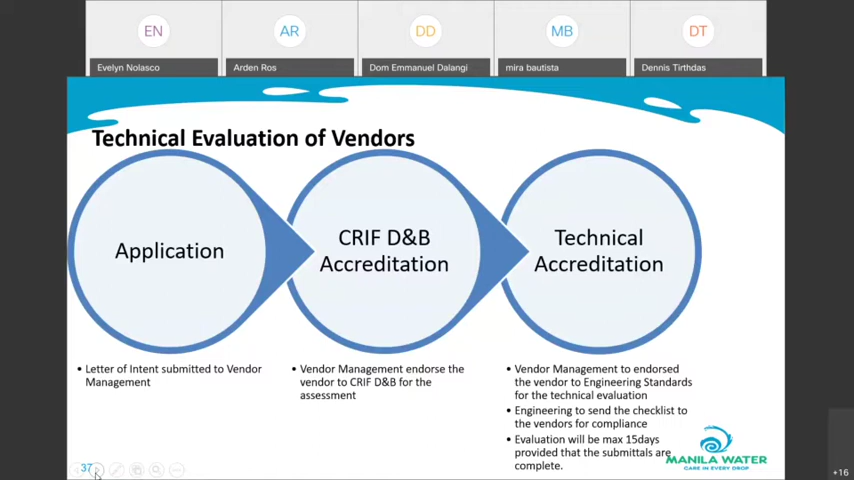 EN
AR
DD
MB
DT
Evelyn Nolasco
Arden Ros
Dom Emmanuel Dalangi
mira bautista
Dennis Tirthdas
Technical Evaluation of Vendors
Application
CRIF D&B
Accreditation
Technical
Accreditation
• Letter of Intent submitted to Vendor
Management
• Vendor Management endorse the
vendor to CRIF D&B for the
assessment
• Vendor Management to endorsed
the vendor to Engineering Standards
for the technical evaluation
• Engineering to send the checklist to
the vendors for compliance
• Evaluation will be max 15days
provided that the submittals are
complete.
MANILA WATER
CARE IN EVERY DROP
37
+16